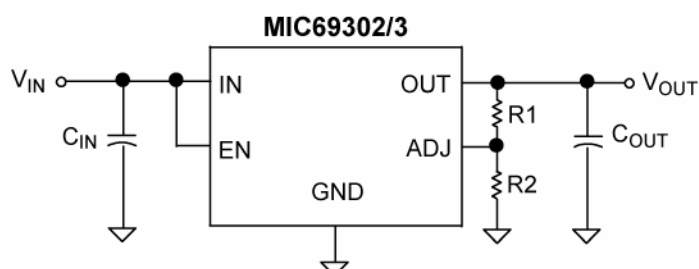 MIC69302/3
VIN
IN
OUT
VOUT
R1
CIN
COUT
EN
ADJ
R2
GND